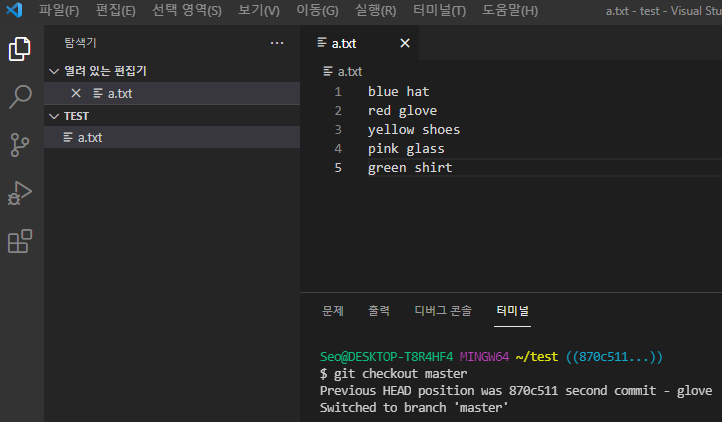 파일(F) 편집(E) 선택 영역(S) 보기(V) 이동(G) 실행(R) 터미널(T) 도움말(H) a.txt - test - Visual Stu
탐색기 ...
열려 있는 편집기
a.txt
TEST
a.txt
a.txt
a.txt
1 blue hat
2 red glove
3 yellow shoes
4 pink glass
5 green shirt
문제 출력 디버그 콘솔 터미널
Seo@DESKTOP-T8R4HF4 MINGW64 ~/test ((870c511...))
$ git checkout master
Previous HEAD position was 870c511 second commit - glove
Switched to branch 'master'